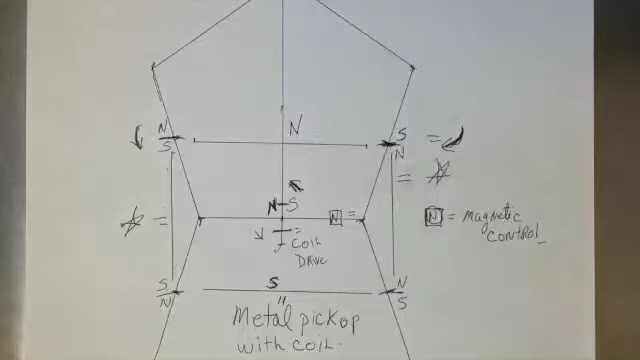 N
S
N
S
N
N S
N =
N = magnetic
CONTROL
=
COIL
DRIVE
S
N
S
N
S
"
Metal pickop
with coil.